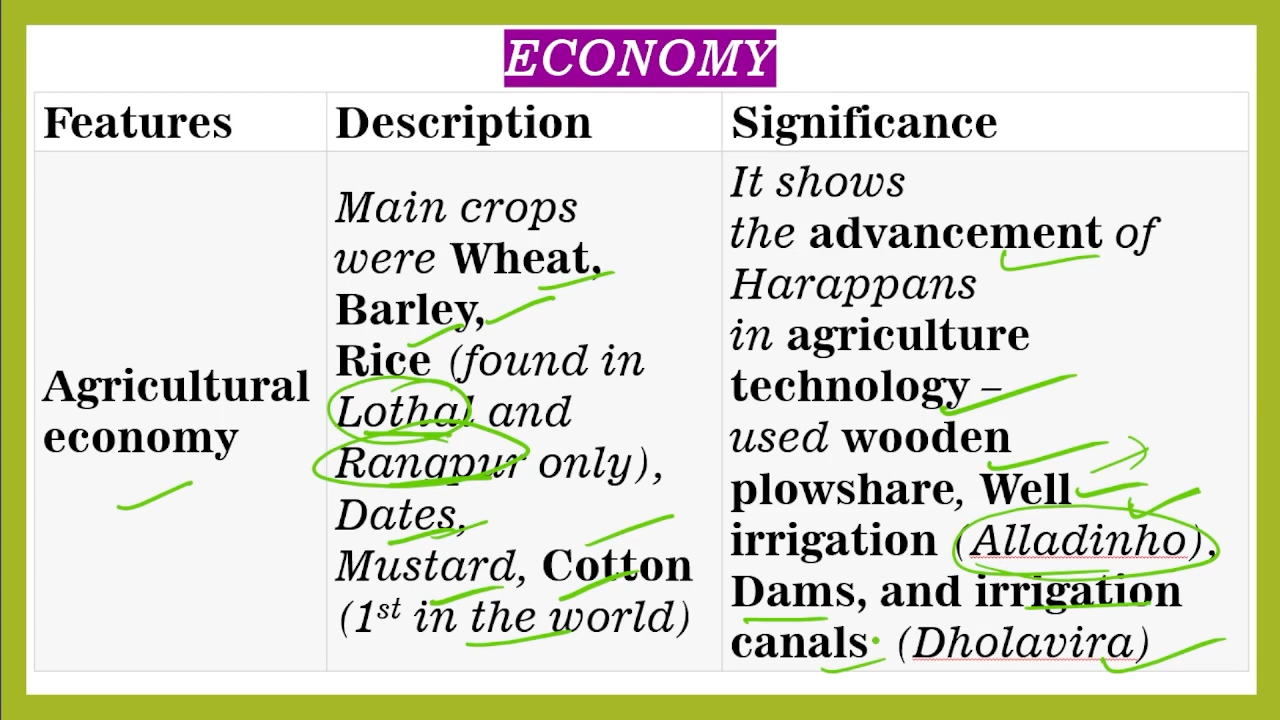 ECONOMY
Features
Description
Significance
Agricultural
economy
Main crops
were Wheat,
Barley,
Rice (found in
Lothal and
Rangpur only),
Dates,
Mustard, Cotton
(1st in the world)
It shows
the advancement of
Harappans
in agriculture
technology –
used wooden
plowshare, Well
irrigation (Alladinho),
Dams, and irrigation
canals (Dholavira)